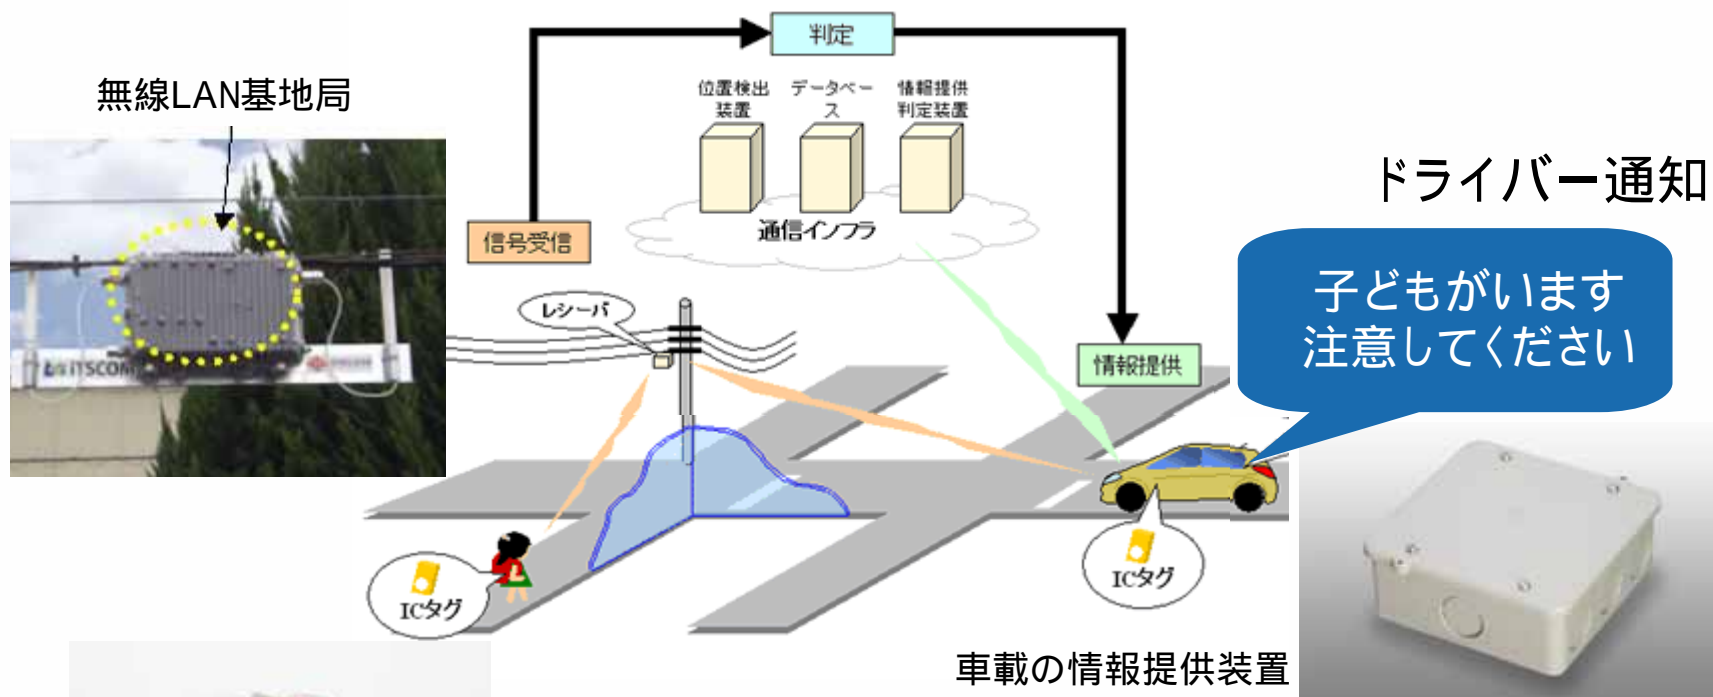 判定
無線LAN基地局
位置検出
装置
データベー
ス
情報提供
判定装置
ドライバー通知
信号受信
通信インフラ
子どもがいます
注意してください
レシーバ
情報提供
iTSCOM
ICタグ
ICタグ
車載の情報提供装置